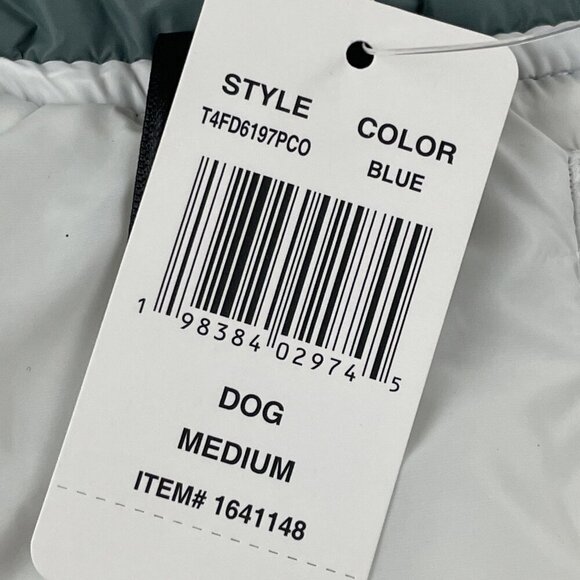 STYLE COLOR
T4FD6197PCO BLUE
1 98384 02974 5
DOG
MEDIUM
ITEM# 1641148